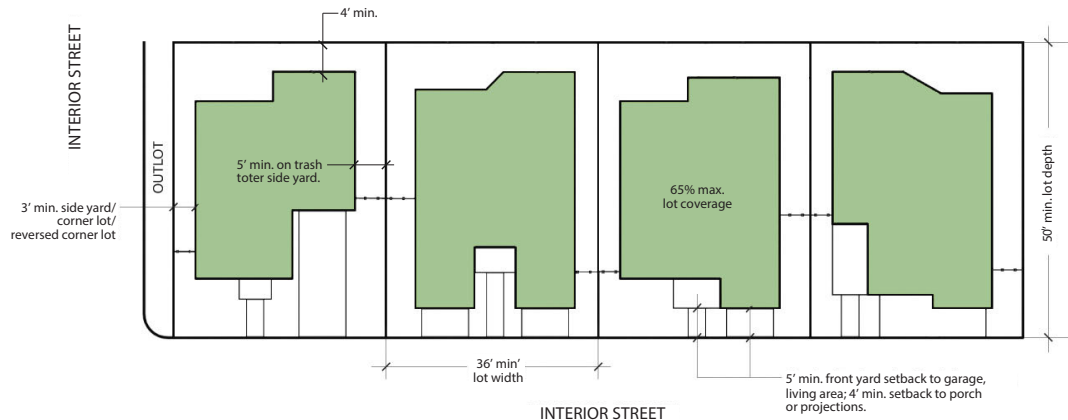 4’ min.
INTERIOR STREET
OUTLOT
5’ min. on trash
toter side yard.
65% max.
lot coverage
3’ min. side yard/
corner lot/
reversed corner lot
50’ min. lot depth
36’ min’
lot width
5’ min. front yard setback to garage,
living area; 4’ min. setback to porch
or projections.
INTERIOR STREET